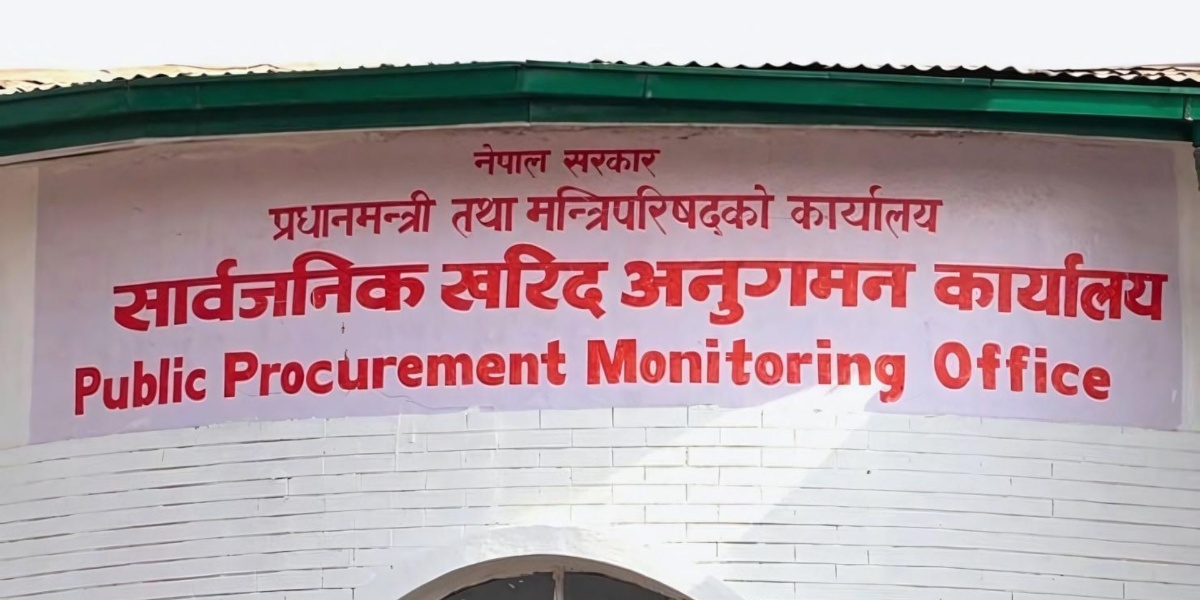 नेपाल सरकार
प्रधानमन्त्री तथा मन्त्रिपरिषद्को कार्यालय
सार्वजनिक खरिद अनुगमन कार्यालय
Public Procurement Monitoring Office